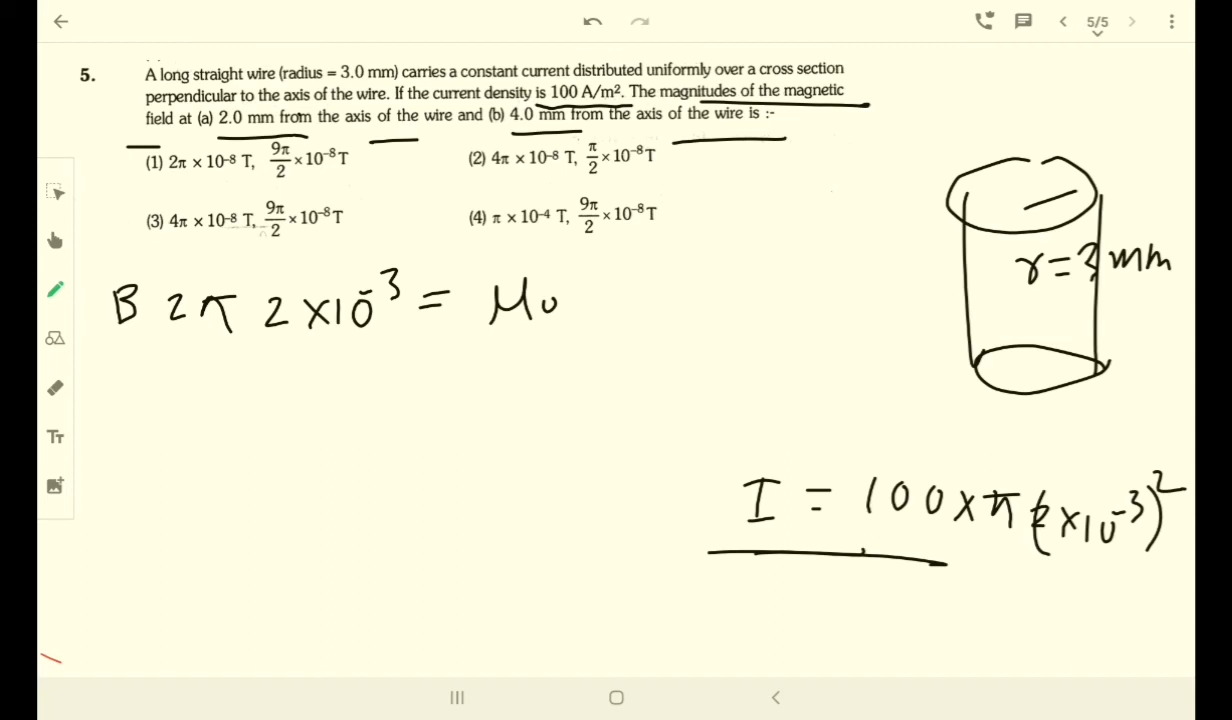 5/5
5. A long straight wire (radius = 3.0 mm) carries a constant current distributed uniformly over a cross section
perpendicular to the axis of the wire. If the current density is 100 A/m². The magnitudes of the magnetic
field at (a) 2.0 mm from the axis of the wire and (b) 4.0 mm from the axis of the wire is :-
(1) 2π × 10⁻⁸ T, 9π/2 × 10⁻⁸ T (2) 4π × 10⁻⁸ T, π/2 × 10⁻⁸ T
(3) 4π × 10⁻⁸ T, 9π/2 × 10⁻⁸ T (4) π × 10⁻⁴ T, 9π/2 × 10⁻⁸ T
r = 3 mm
B 2π 2 × 10⁻³ = μ₀
I = 100 × π (2 × 10⁻³)²
TT